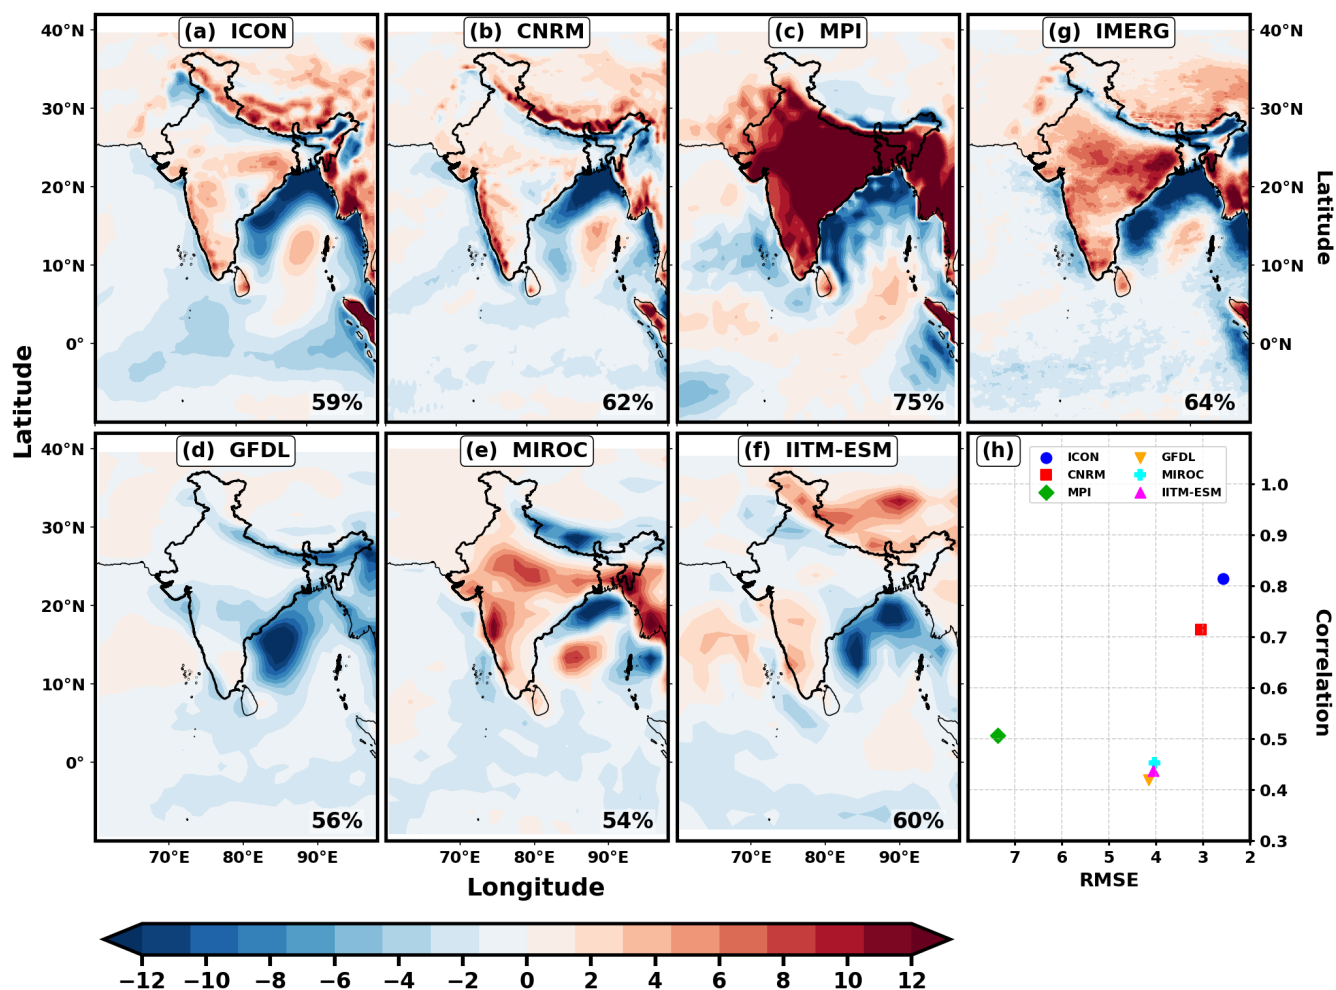 (a) ICON
(b) CNRM
(c) MPI
(g) IMERG
40°N
30°N
20°N
10°N
0°
59%
62%
75%
64%
40°N
30°N
20°N
10°N
0°N
Latitude
Latitude
(d) GFDL
(e) MIROC
(f) IITM-ESM
(h)
ICON
CNRM
MPI
GFDL
MIROC
IITM-ESM
40°N
30°N
20°N
10°N
0°
56%
54%
60%
1.0
0.9
0.8
0.7
0.6
0.5
0.4
0.3
Correlation
70°E 80°E 90°E
70°E 80°E 90°E
70°E 80°E 90°E
7 6 5 4 3 2
RMSE
Longitude
−12 −10 −8 −6 −4 −2 0 2 4 6 8 10 12